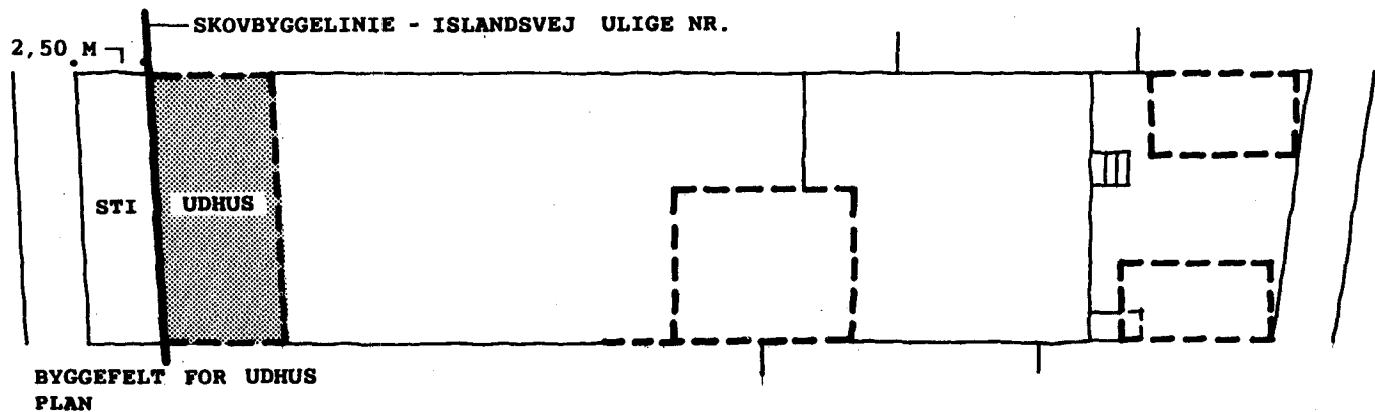 SKOVBYGGELINIE - ISLANDSVEJ ULIGE NR.
2,50 M
STI
UDHUS
BYGGEFELT FOR UDHUS
PLAN